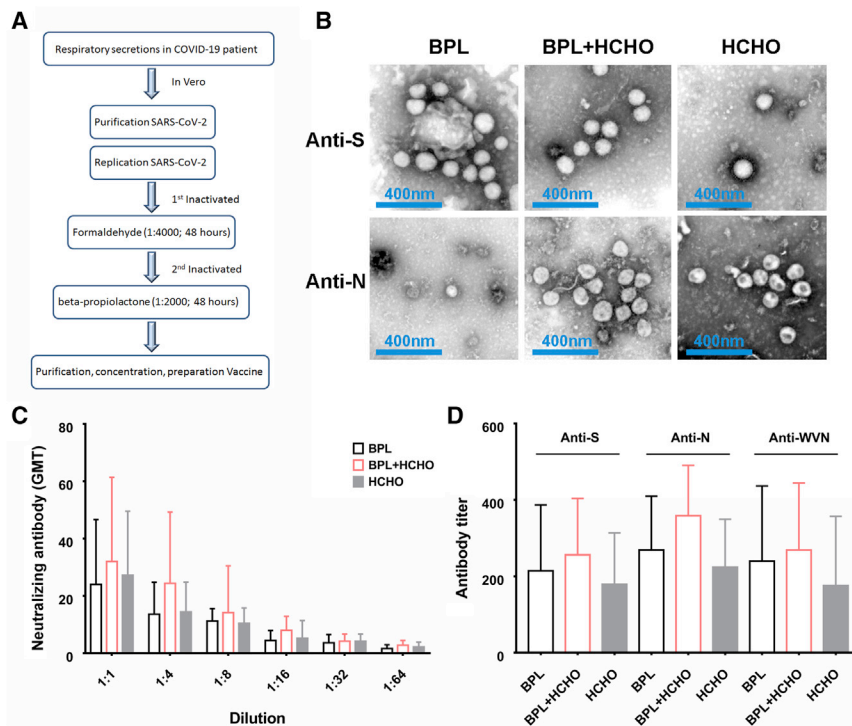 A
Respiratory secretions in COVID-19 patient
In Vero
Purification SARS-CoV-2
Replication SARS-CoV-2
1st Inactivated
Formaldehyde (1:4000; 48 hours)
2nd Inactivated
beta-propiolactone (1:2000; 48 hours)
Purification, concentration, preparation Vaccine
B
BPL BPL+HCHO HCHO
Anti-S
400nm 400nm 400nm
Anti-N
400nm 400nm 400nm
C
Neutralizing antibody (GMT)
80
60
40
20
0
BPL
BPL+HCHO
HCHO
1:1 1:4 1:8 1:16 1:32 1:64
Dilution
D
Antibody titer
600
400
200
0
Anti-S Anti-N Anti-WVN
BPL BPL+HCHO HCHO BPL BPL+HCHO HCHO BPL BPL+HCHO HCHO